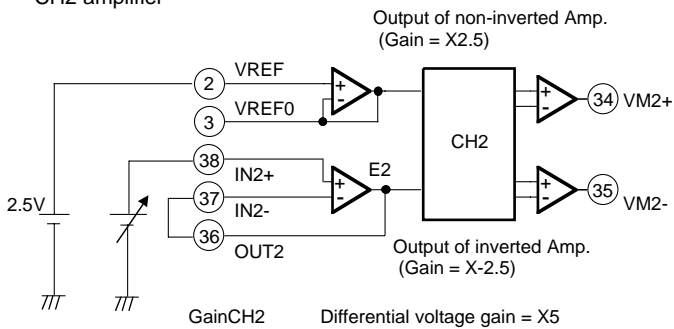 CH2 amplifier
Output of non-inverted Amp.
(Gain = X2.5)
2
VREF
+
-
3
VREF0
CH2
+
-
34
VM2+
38
IN2+
E2
37
IN2-
+
-
+
-
35
VM2-
36
OUT2
2.5V
Output of inverted Amp.
(Gain = X-2.5)
GainCH2 Differential voltage gain = X5